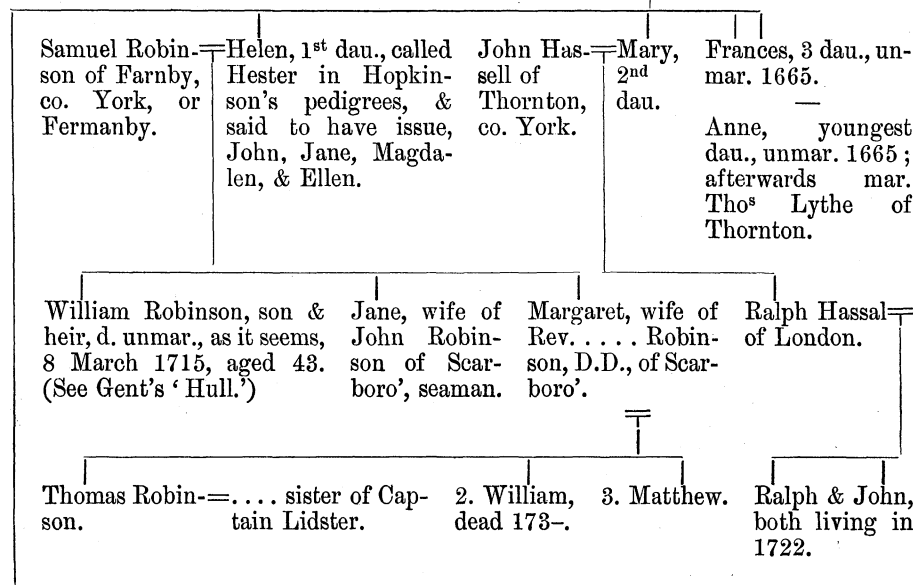 Samuel Robin-
son of Farnby,
co. York, or
Fermanby.
Helen, 1st dau., called
Hester in Hopkin-
son's pedigrees, &
said to have issue,
John, Jane, Magda-
len, & Ellen.
John Has-
sell of
Thornton,
co. York.
Mary,
2nd
dau.
Frances, 3 dau., un-
mar. 1665.
—
Anne, youngest
dau., unmar. 1665 ;
afterwards mar.
Thos Lythe of
Thornton.
William Robinson, son &
heir, d. unmar., as it seems,
8 March 1715, aged 43.
(See Gent's ‘ Hull.’)
Jane, wife of
John Robin-
son of Scar-
boro', seaman.
Margaret, wife of
Rev. . . . . . Robin-
son, D.D., of Scar-
boro'.
Ralph Hassal
of London.
Thomas Robin-
son.
. . . . sister of Cap-
tain Lidster.
2. William,
dead 173–.
3. Matthew.
Ralph & John,
both living in
1722.